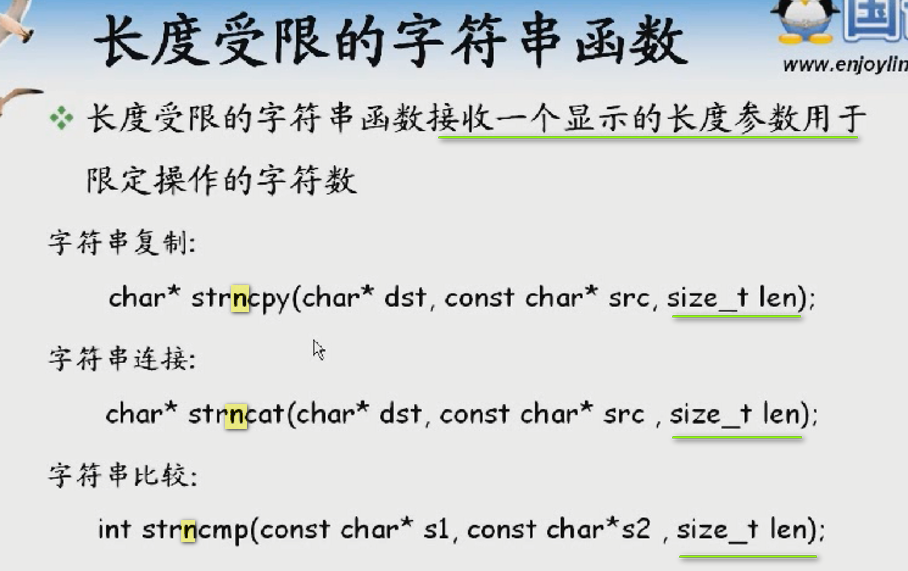 长度受限的字符串函数
国
www.enjoylin
长度受限的字符串函数接收一个显示的长度参数用于
限定操作的字符数
字符串复制:
char* strncpy(char* dst, const char* src, size_t len);
字符串连接:
char* strncat(char* dst, const char* src , size_t len);
字符串比较:
int strncmp(const char* s1, const char*s2 , size_t len);